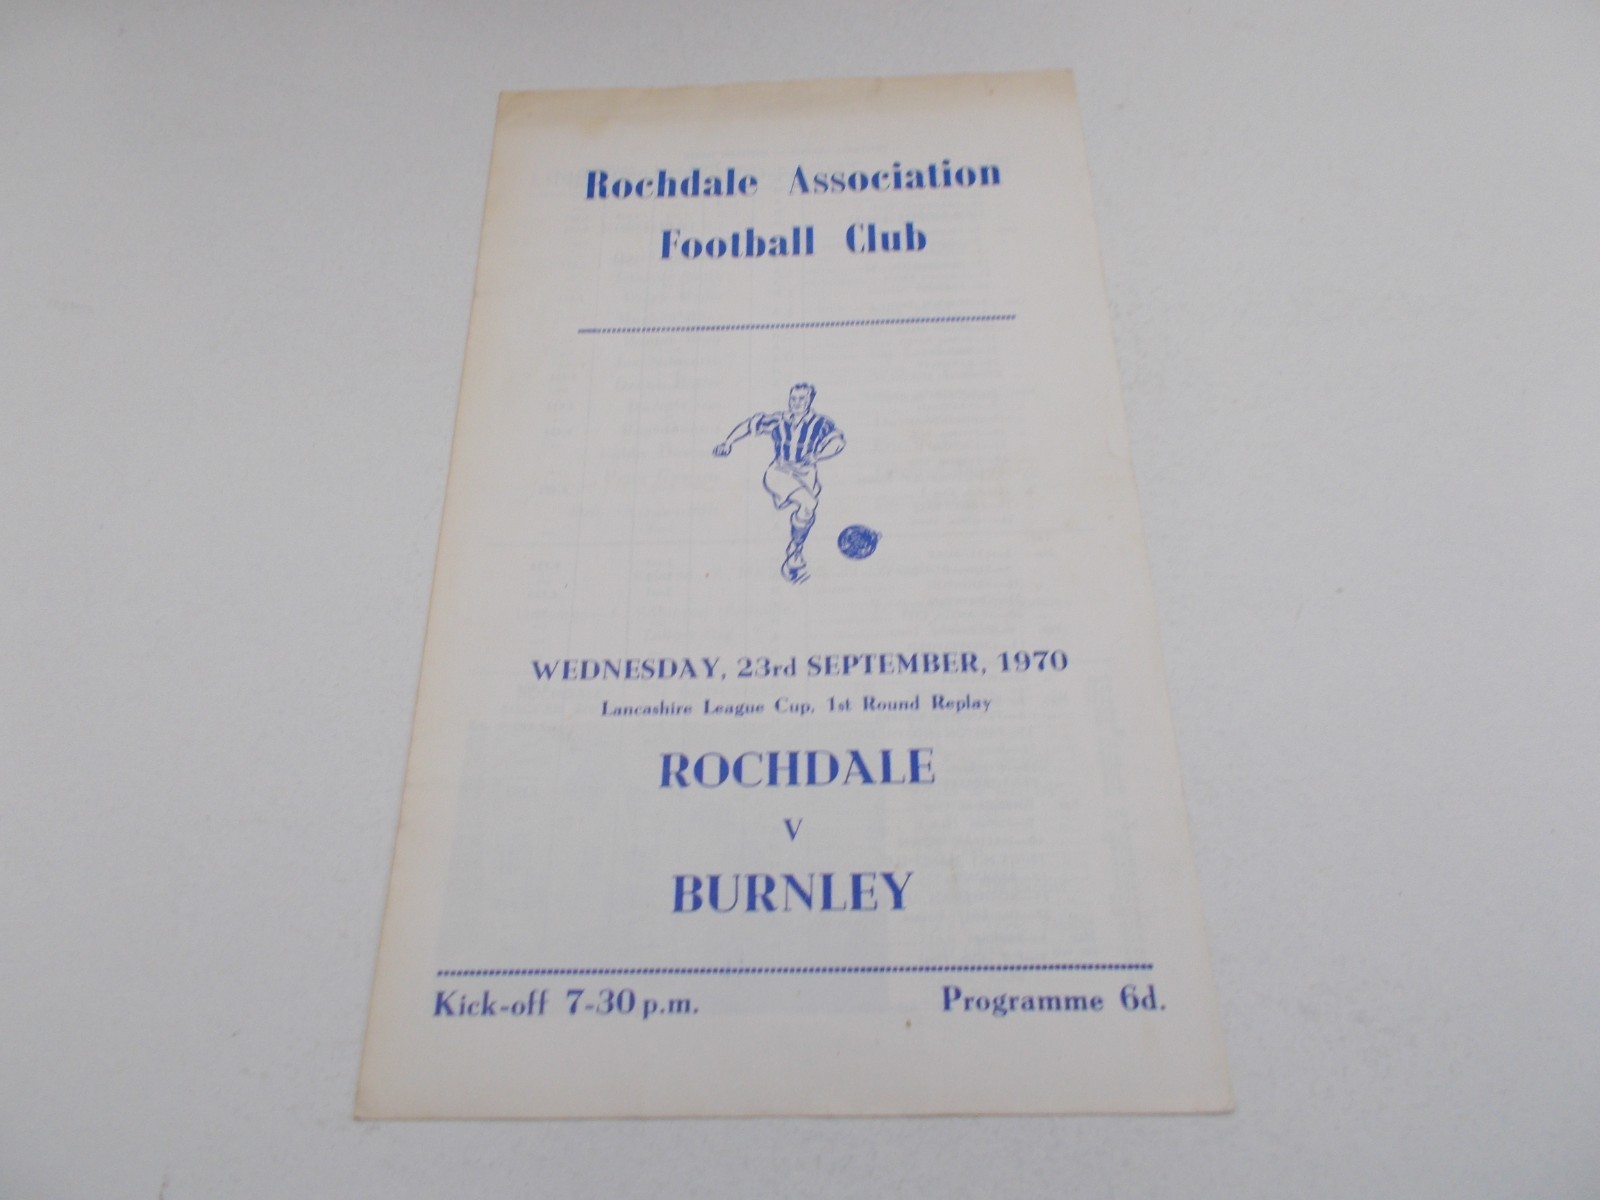 Rochdale Association
Football Club
WEDNESDAY, 23rd SEPTEMBER, 1970
Lancashire League Cup, 1st Round Replay
ROCHDALE
v
BURNLEY
Kick-off 7-30 p.m. Programme 6d.